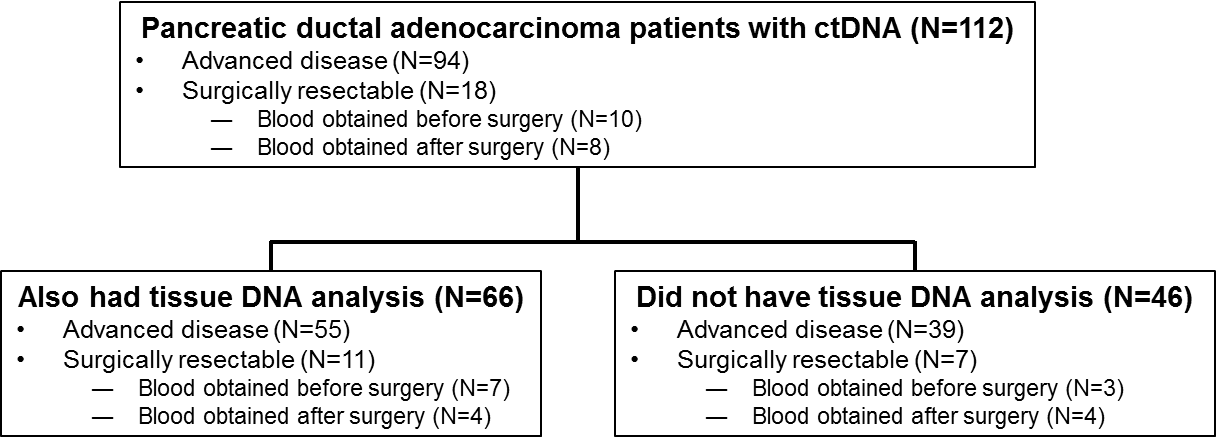 Pancreatic ductal adenocarcinoma patients with ctDNA (N=112)
• Advanced disease (N=94)
• Surgically resectable (N=18)
— Blood obtained before surgery (N=10)
— Blood obtained after surgery (N=8)
Also had tissue DNA analysis (N=66)
• Advanced disease (N=55)
• Surgically resectable (N=11)
— Blood obtained before surgery (N=7)
— Blood obtained after surgery (N=4)
Did not have tissue DNA analysis (N=46)
• Advanced disease (N=39)
• Surgically resectable (N=7)
— Blood obtained before surgery (N=3)
— Blood obtained after surgery (N=4)